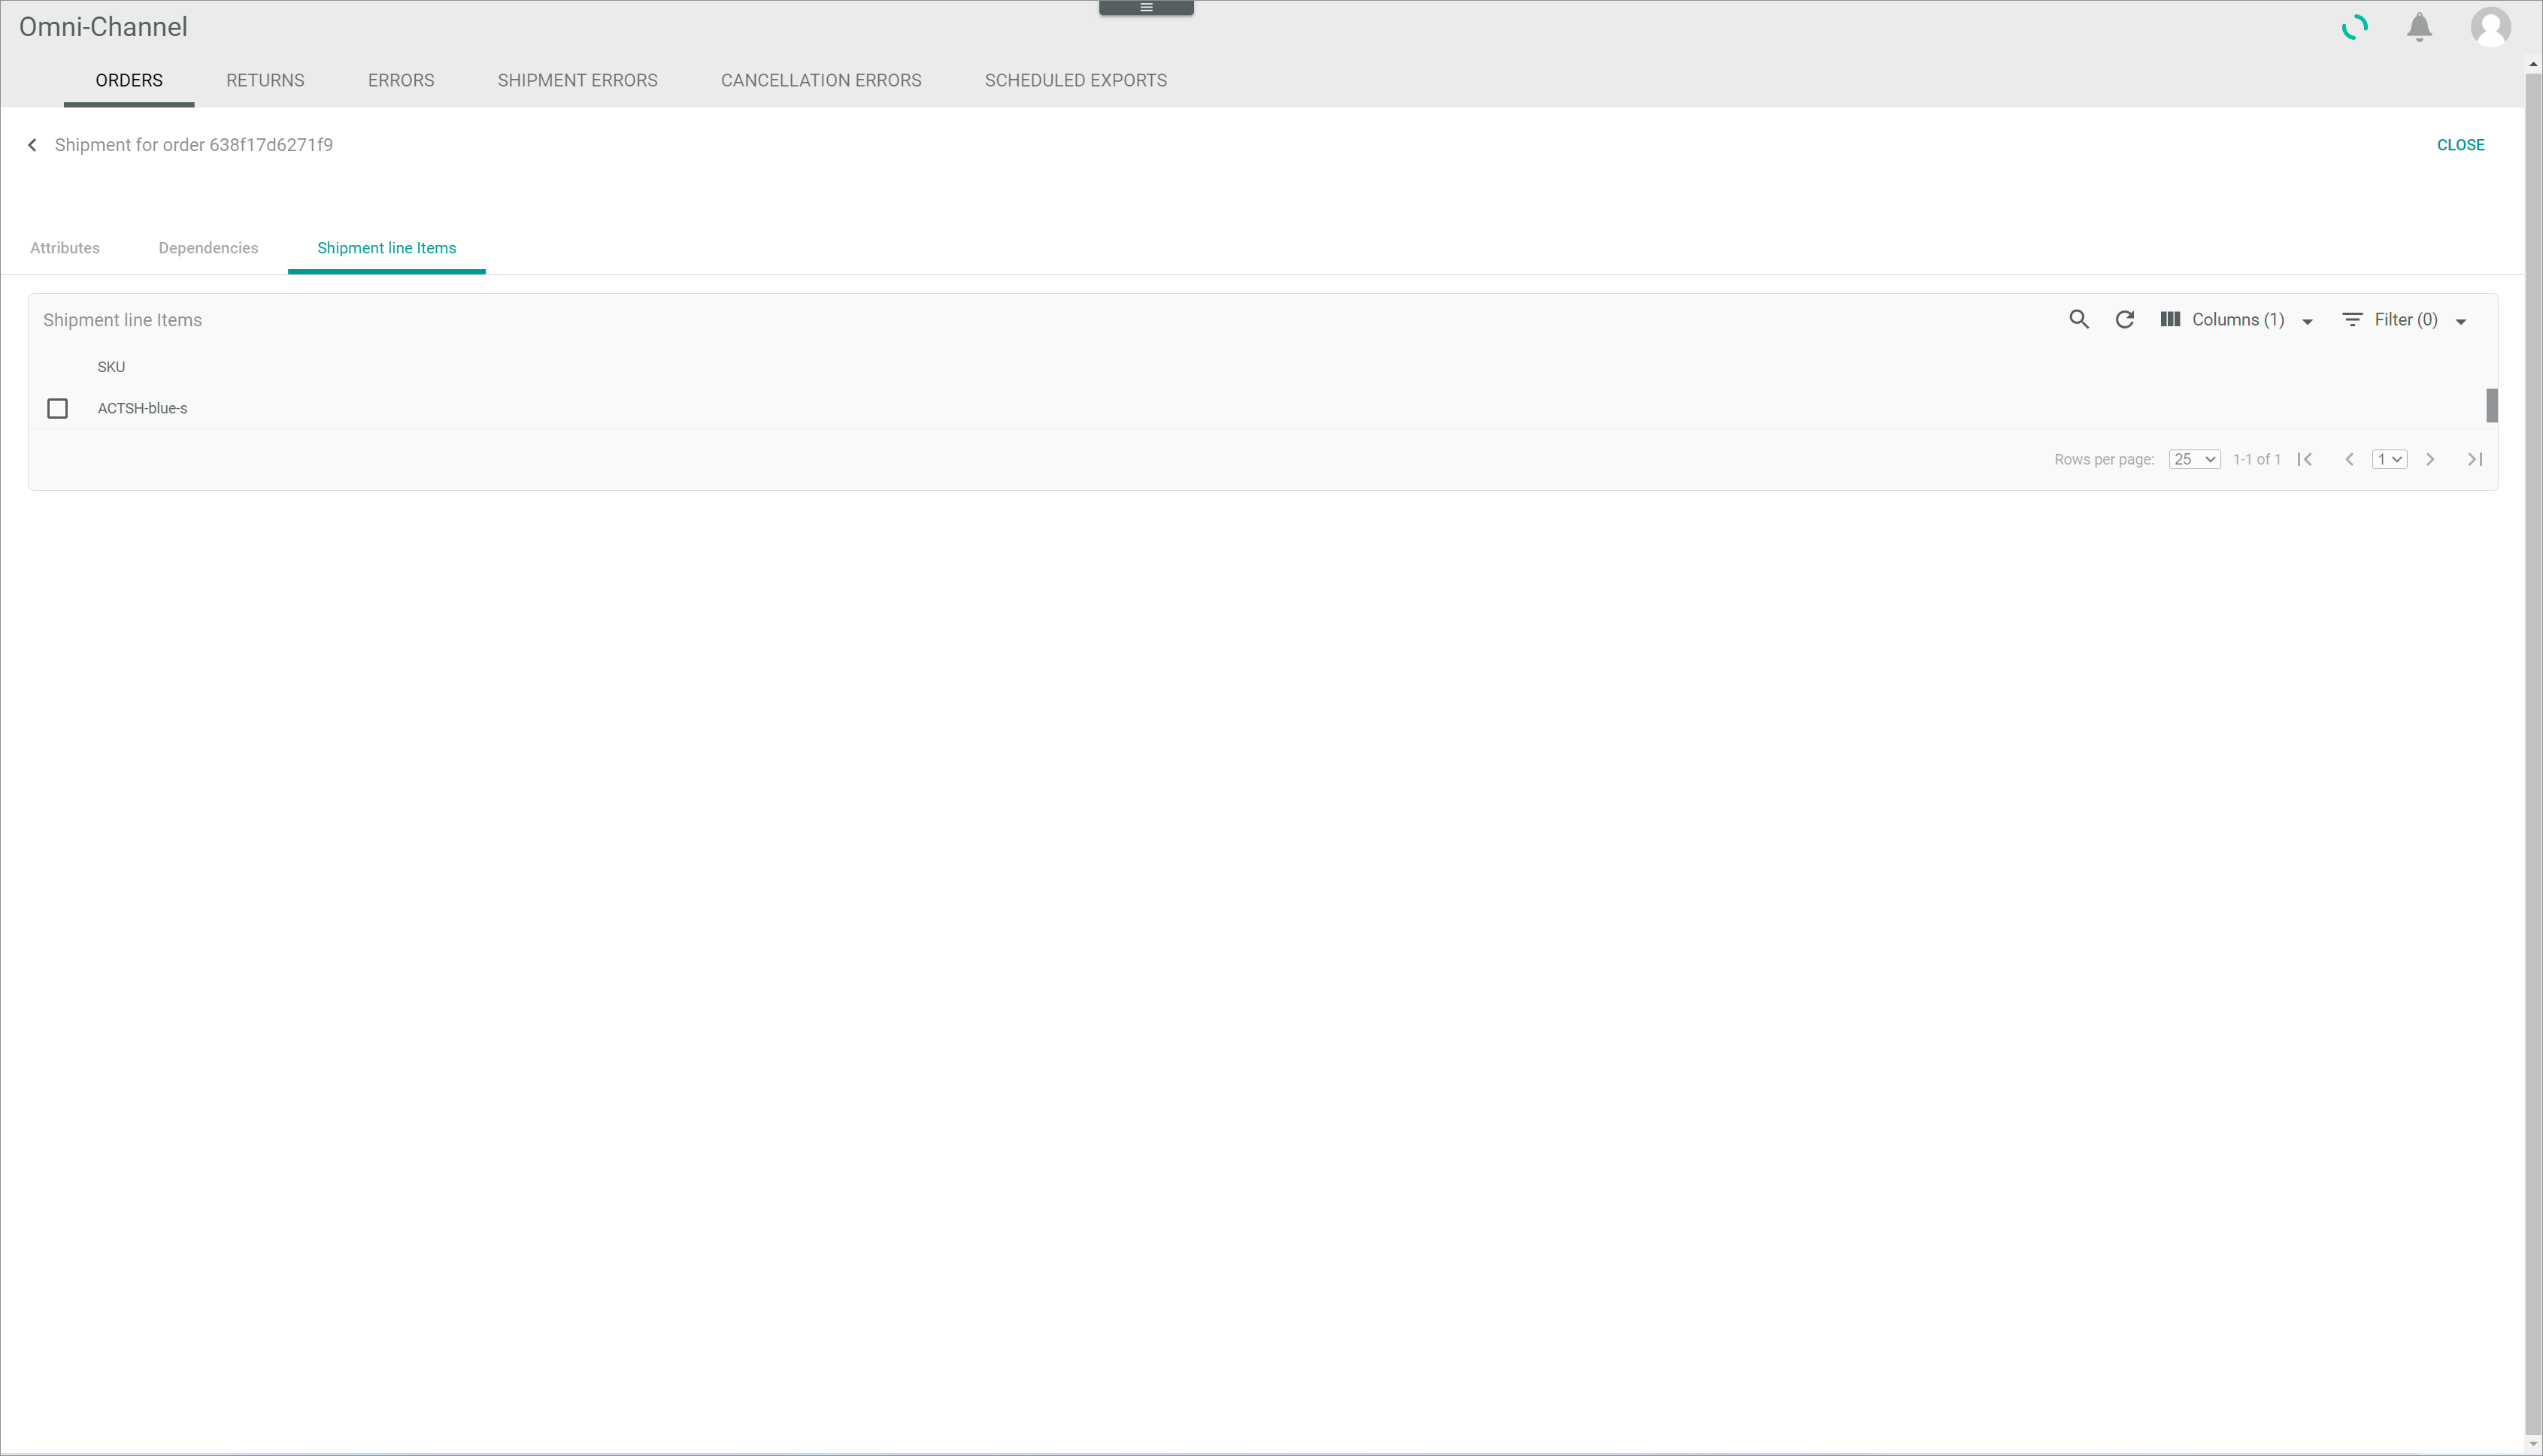 Omni-Channel
ORDERS RETURNS ERRORS SHIPMENT ERRORS CANCELLATION ERRORS SCHEDULED EXPORTS
Shipment for order 638f17d6271f9 CLOSE
Attributes Dependencies Shipment line Items
Shipment line Items Columns (1) Filter (0)
SKU
ACTSH-blue-s
Rows per page: 25 1-1 of 1 1